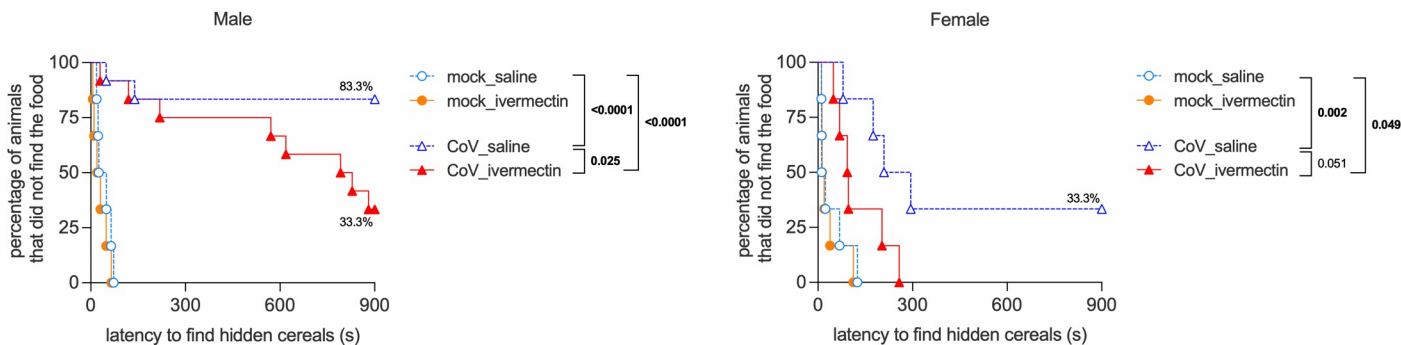 Male
percentage of animals
that did not find the food
100
75
50
25
0
0 300 600 900
latency to find hidden cereals (s)
83.3%
33.3%
mock_saline
mock_ivermectin
CoV_saline
CoV_ivermectin
<0.0001
<0.0001
0.025
Female
percentage of animals
that did not find the food
100
75
50
25
0
0 300 600 900
latency to find hidden cereals (s)
33.3%
mock_saline
mock_ivermectin
CoV_saline
CoV_ivermectin
0.002
0.049
0.051